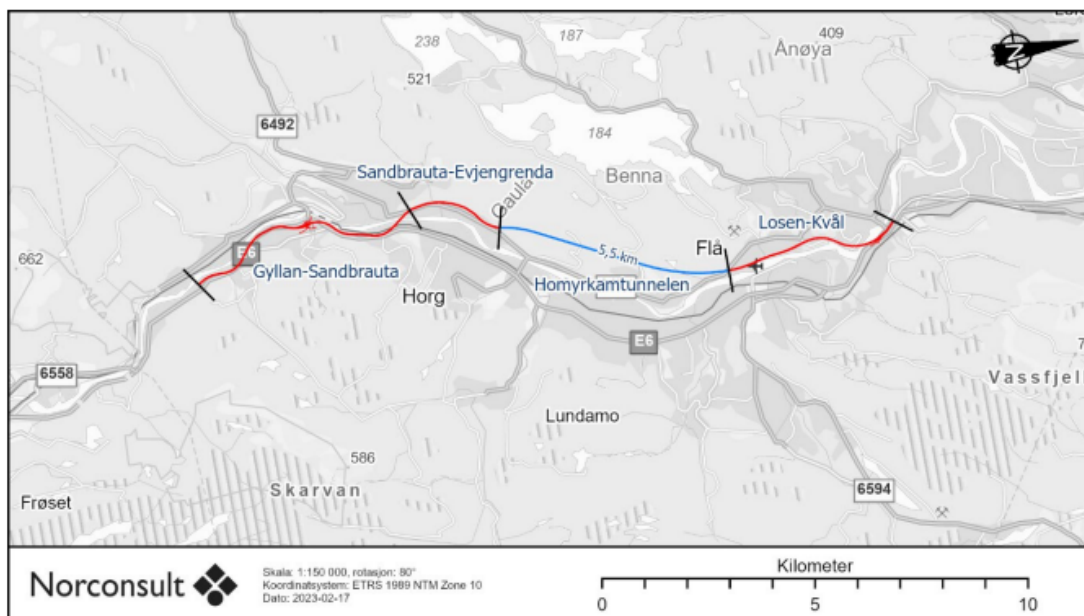 409
187
Ånøya
238
521
6492
184
Sandbrauta-Evjengrenda
Benna
Gaula
Losen-Kvål
Flå
5,5 km
662
E6
Gyllan-Sandbrauta
Homyrkamtunnelen
Horg
E6
6558
Vassfjell
Lundamo
586
Skarvan
6594
Frøset
Norconsult
Skala: 1:150 000, rotasjon: 80°
Koordinatsystem: ETRS 1989 NTM Zone 10
Dato: 2023-02-17
Kilometer
0 5 10